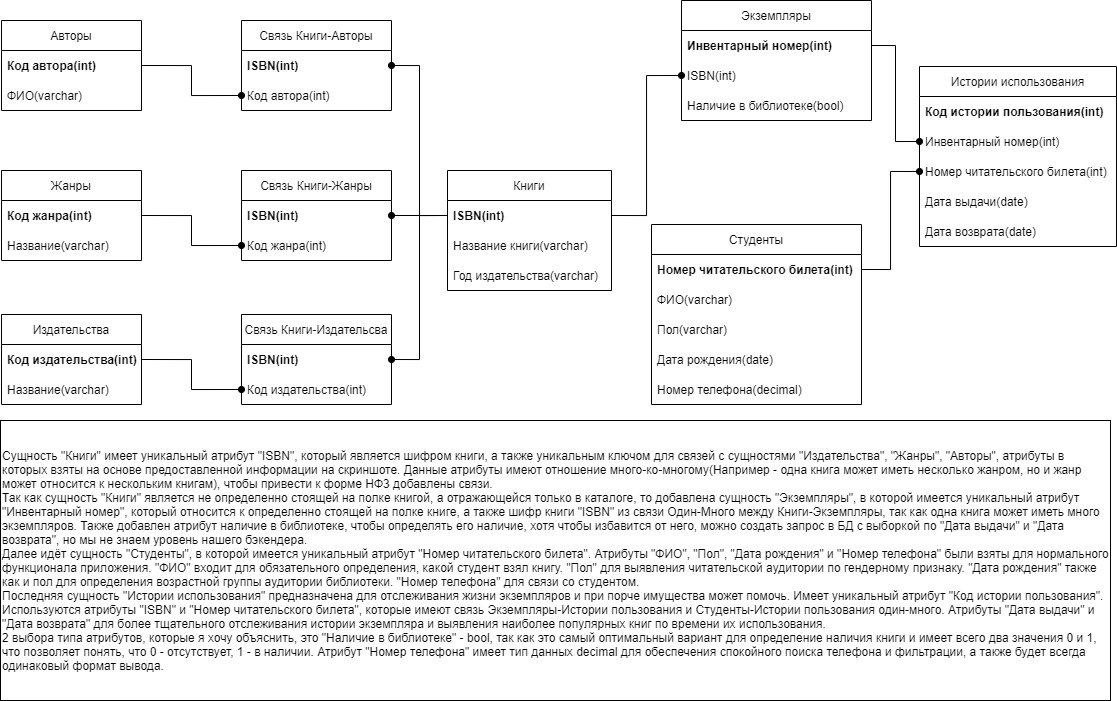 Авторы
Код автора(int)
ФИО(varchar)
Связь Книги-Авторы
ISBN(int)
Код автора(int)
Экземпляры
Инвентарный номер(int)
ISBN(int)
Наличие в библиотеке(bool)
Истории использования
Код истории пользования(int)
Инвентарный номер(int)
Номер читательского билета(int)
Дата выдачи(date)
Дата возврата(date)
Жанры
Код жанра(int)
Название(varchar)
Связь Книги-Жанры
ISBN(int)
Код жанра(int)
Книги
ISBN(int)
Название книги(varchar)
Год издательства(varchar)
Студенты
Номер читательского билета(int)
ФИО(varchar)
Пол(varchar)
Дата рождения(date)
Номер телефона(decimal)
Издательства
Код издательства(int)
Название(varchar)
Связь Книги-Издательсва
ISBN(int)
Код издательства(int)
Сущность "Книги" имеет уникальный атрибут "ISBN", который является шифром книги, а также уникальным ключом для связей с сущностями "Издательства", "Жанры", "Авторы", атрибуты в
которых взяты на основе предоставленной информации на скриншоте. Данные атрибуты имеют отношение много-ко-многому(Например - одна книга может иметь несколько жанром, но и жанр
может относится к нескольким книгам), чтобы привести к форме НФ3 добавлены связи.
Так как сущность "Книги" является не определенно стоящей на полке книгой, а отражающейся только в каталоге, то добавлена сущность "Экземпляры", в которой имеется уникальный атрибут
"Инвентарный номер", который относится к определенно стоящей на полке книге, а также шифр книги "ISBN" из связи Один-Много между Книги-Экземпляры, так как одна книга может иметь много
экземпляров. Также добавлен атрибут наличие в библиотеке, чтобы определять его наличие, хотя чтобы избавится от него, можно создать запрос в БД с выборкой по "Дата выдачи" и "Дата
возврата", но мы не знаем уровень нашего бэкендера.
Далее идёт сущность "Студенты", в которой имеется уникальный атрибут "Номер читательского билета". Атрибуты "ФИО", "Пол", "Дата рождения" и "Номер телефона" были взяты для нормального
функционала приложения. "ФИО" входит для обязательного определения, какой студент взял книгу. "Пол" для выявления читательской аудитории по гендерному признаку. "Дата рождения" также
как и пол для определения возрастной группы аудитории библиотеки. "Номер телефона" для связи со студентом.
Последняя сущность "Истории использования" предназначена для отслеживания жизни экземпляров и при порче имущества может помочь. Имеет уникальный атрибут "Код истории пользования".
Используются атрибуты "ISBN" и "Номер читательского билета", которые имеют связь Экземпляры-Истории пользования и Студенты-Истории пользования один-много. Атрибуты "Дата выдачи" и
"Дата возврата" для более тщательного отслеживания истории экземпляра и выявления наиболее популярных книг по времени их использования.
2 выбора типа атрибутов, которые я хочу объяснить, это "Наличие в библиотеке" - bool, так как это самый оптимальный вариант для определение наличия книги и имеет всего два значения 0 и 1,
что позволяет понять, что 0 - отсутствует, 1 - в наличии. Атрибут "Номер телефона" имеет тип данных decimal для обеспечения спокойного поиска телефона и фильтрации, а также будет всегда
одинаковый формат вывода.